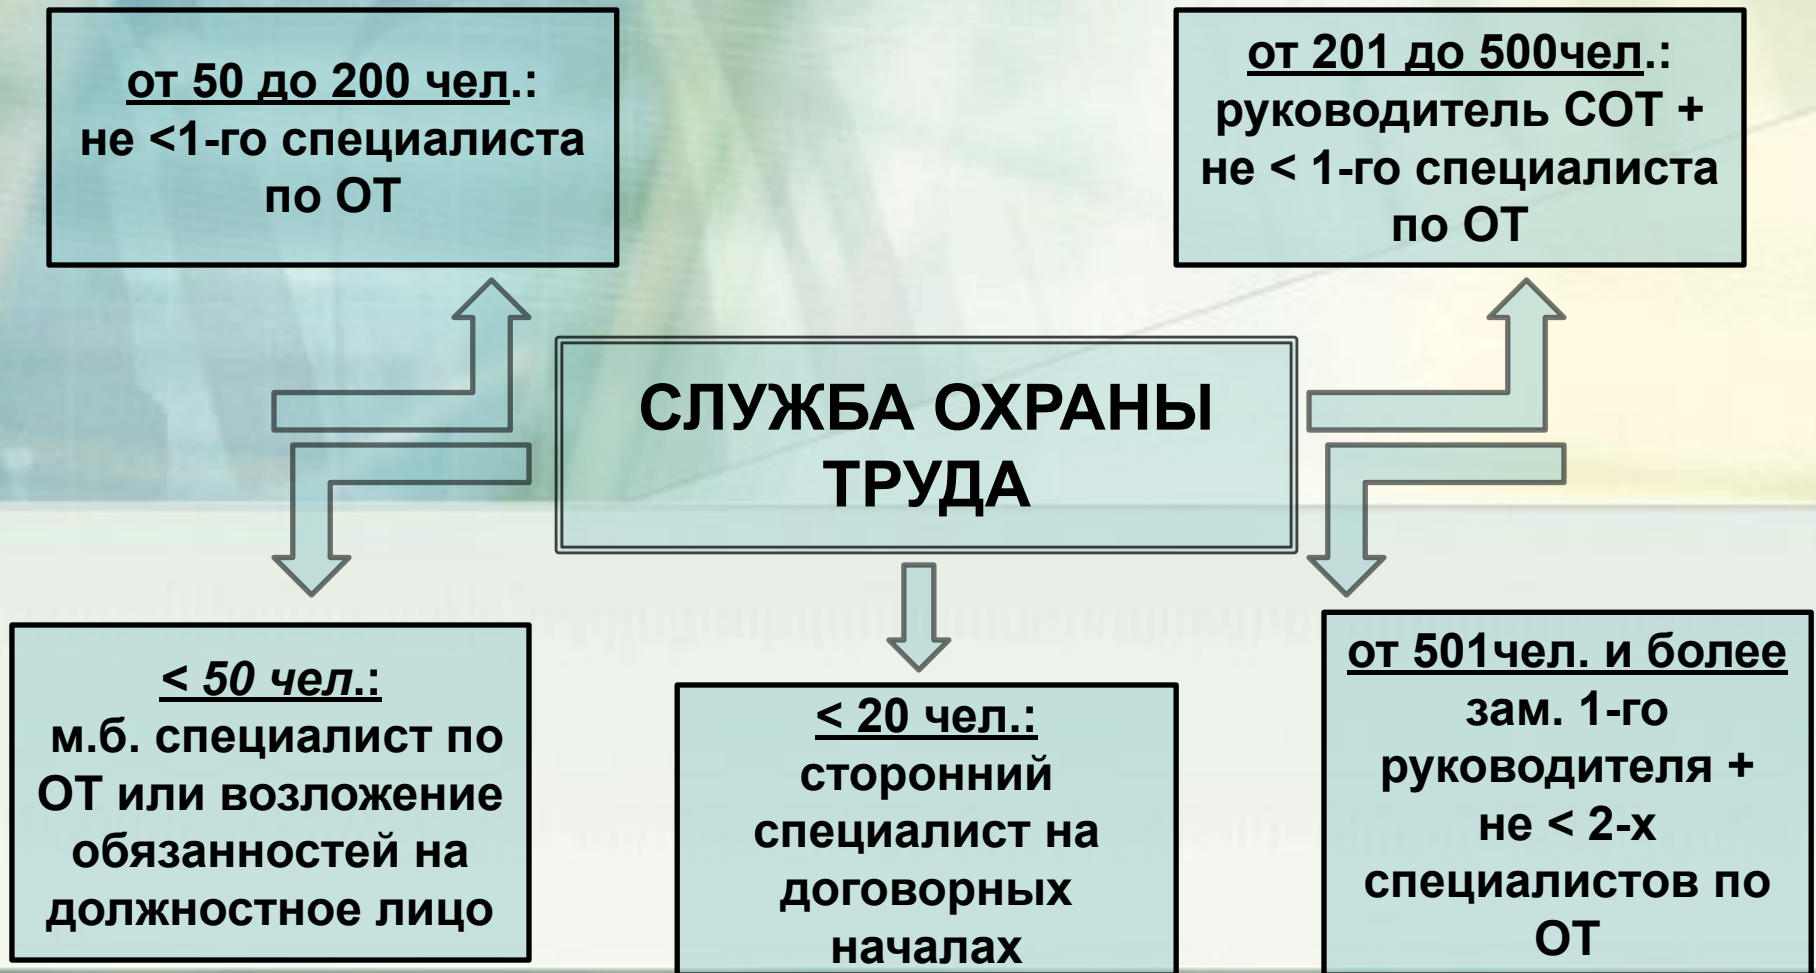 от 50 до 200 чел.:
не <1-го специалиста
по ОТ
от 201 до 500чел.:
руководитель СОТ +
не < 1-го специалиста
по ОТ
СЛУЖБА ОХРАНЫ
ТРУДА
< 50 чел.:
м.б. специалист по
ОТ или возложение
обязанностей на
должностное лицо
< 20 чел.:
сторонний
специалист на
договорных
началах
от 501чел. и более
зам. 1-го
руководителя +
не < 2-х
специалистов по
ОТ